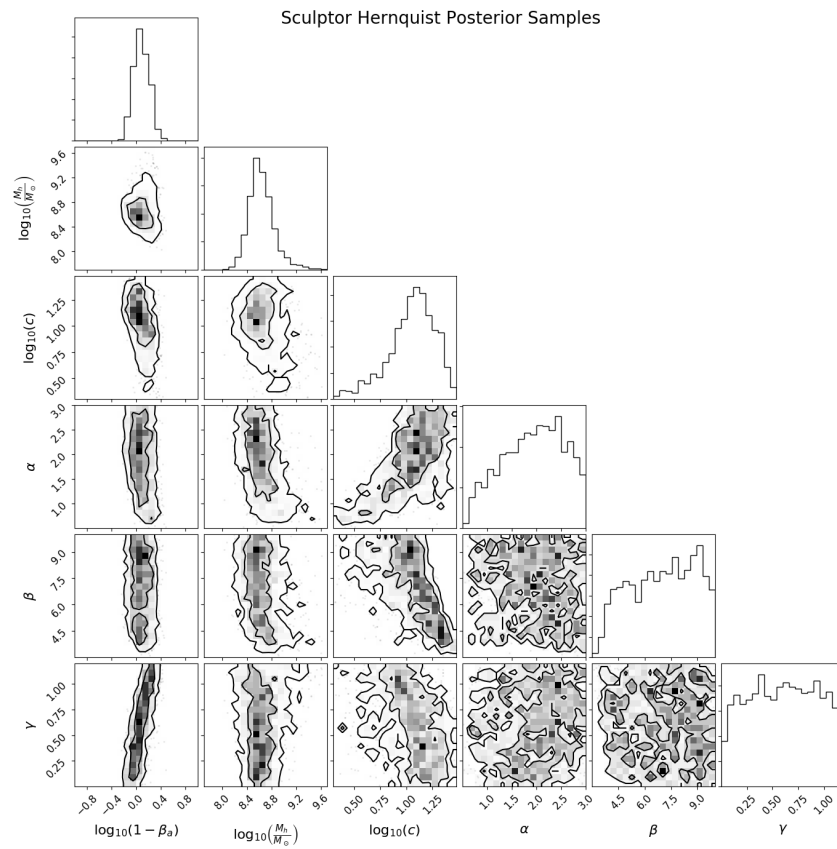 Sculptor Hernquist Posterior Samples
log₁₀(M_h/M_⊙)
9.6
9.2
8.8
8.4
8.0
log₁₀(c)
1.25
1.00
0.75
0.50
α
3.0
2.5
2.0
1.5
1.0
β
9.0
7.5
6.0
4.5
γ
1.00
0.75
0.50
0.25
−0.8 −0.4 0.0 0.4 0.8
8.0 8.4 8.8 9.2 9.6
0.50 0.75 1.00 1.25
1.0 1.5 2.0 2.5 3.0
4.5 6.0 7.5 9.0
0.25 0.50 0.75 1.00
log₁₀(1 − β_a) log₁₀(M_h/M_⊙) log₁₀(c) α β γ